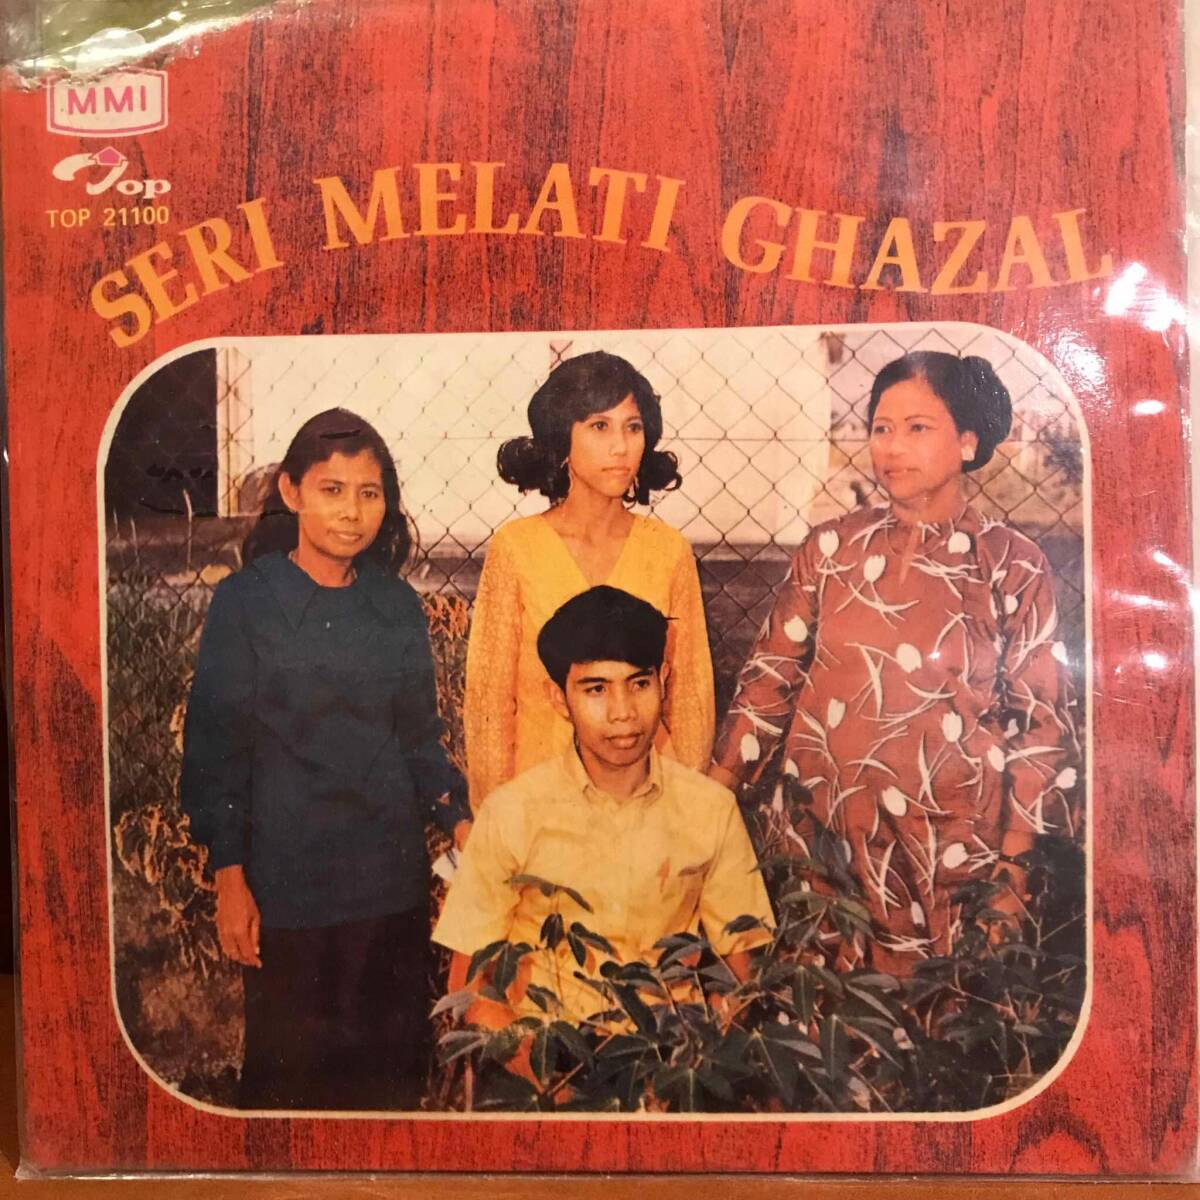 MMI
Top
TOP 21100
SERI MELATI GHAZAL